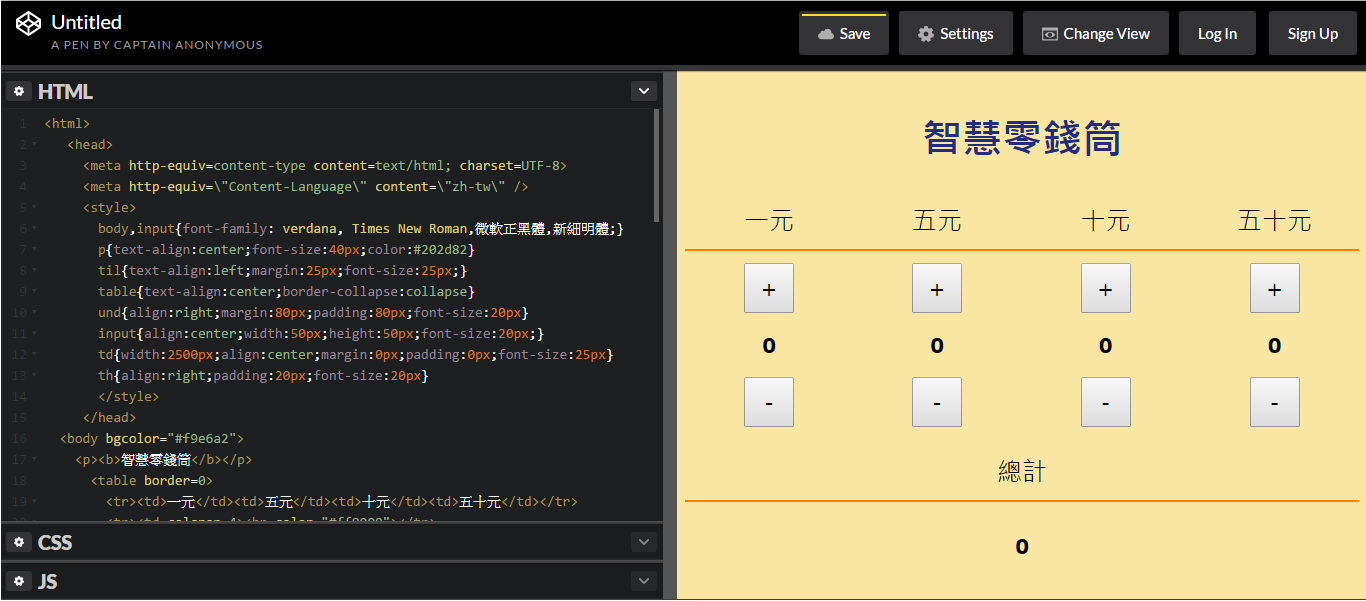 Untitled
A PEN BY CAPTAIN ANONYMOUS
Save
Settings
Change View
Log In
Sign Up
HTML
1 <html>
2 <head>
3 <meta http-equiv=content-type content=text/html; charset=UTF-8>
4 <meta http-equiv=\"Content-Language\" content=\"zh-tw\" />
5 <style>
6 body,input{font-family: verdana, Times New Roman,微軟正黑體,新細明體;}
7 p{text-align:center;font-size:40px;color:#202d82}
8 til{text-align:left;margin:25px;font-size:25px;}
9 table{text-align:center;border-collapse:collapse}
10 und{align:right;margin:80px;padding:80px;font-size:20px}
11 input{align:center;width:50px;height:50px;font-size:20px;}
12 td{width:2500px;align:center;margin:0px;padding:0px;font-size:25px}
13 th{align:right;padding:20px;font-size:20px}
14 </style>
15 </head>
16 <body bgcolor="#f9e6a2">
17 <p><b>智慧零錢筒</b></p>
18 <table border=0>
19 <tr><td>一元</td><td>五元</td><td>十元</td><td>五十元</td></tr>
CSS
JS
智慧零錢筒
一元 五元 十元 五十元
+ + + +
0 0 0 0
- - - -
總計
0